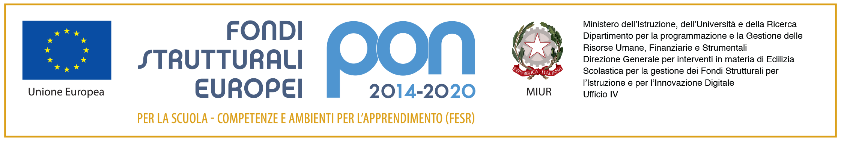 Unione Europea
FONDI
STRUTTURALI
EUROPEI
pon
2014-2020
PER LA SCUOLA - COMPETENZE E AMBIENTI PER L'APPRENDIMENTO (FESR)
MIUR
Ministero dell'Istruzione, dell'Università e della Ricerca
Dipartimento per la programmazione e la Gestione delle
Risorse Umane, Finanziarie e Strumentali
Direzione Generale per Interventi in materia di Edilizia
Scolastica per la gestione dei Fondi Strutturali per
l'Istruzione e per l'Innovazione Digitale
Ufficio IV